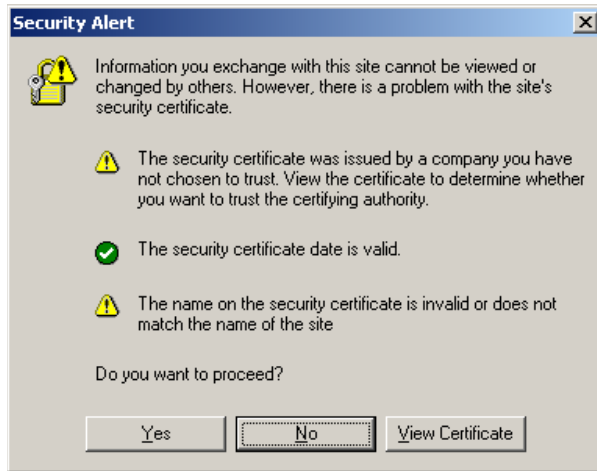 Security Alert
Information you exchange with this site cannot be viewed or
changed by others. However, there is a problem with the site's
security certificate.
The security certificate was issued by a company you have
not chosen to trust. View the certificate to determine whether
you want to trust the certifying authority.
The security certificate date is valid.
The name on the security certificate is invalid or does not
match the name of the site
Do you want to proceed?
Yes No View Certificate